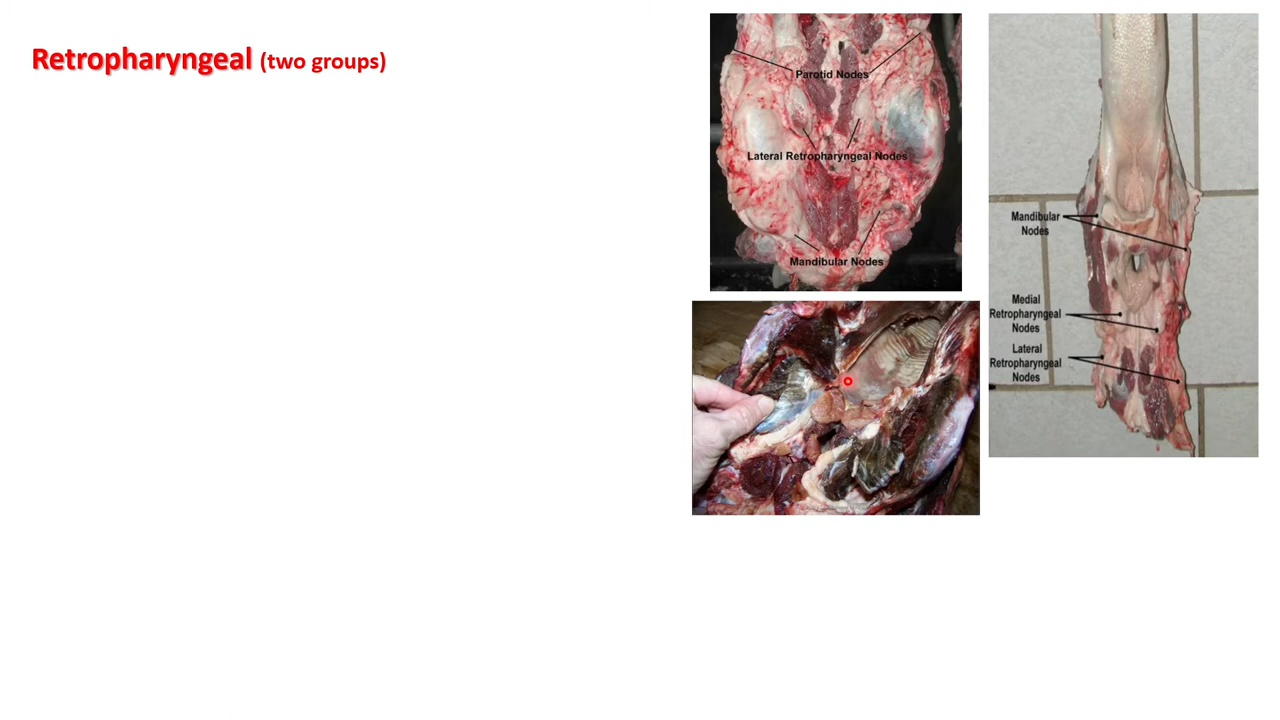 Retropharyngeal (two groups)
Parotid Nodes
Lateral Retropharyngeal Nodes
Mandibular Nodes
Mandibular
Nodes
Medial
Retropharyngeal
Nodes
Lateral
Retropharyngeal
Nodes